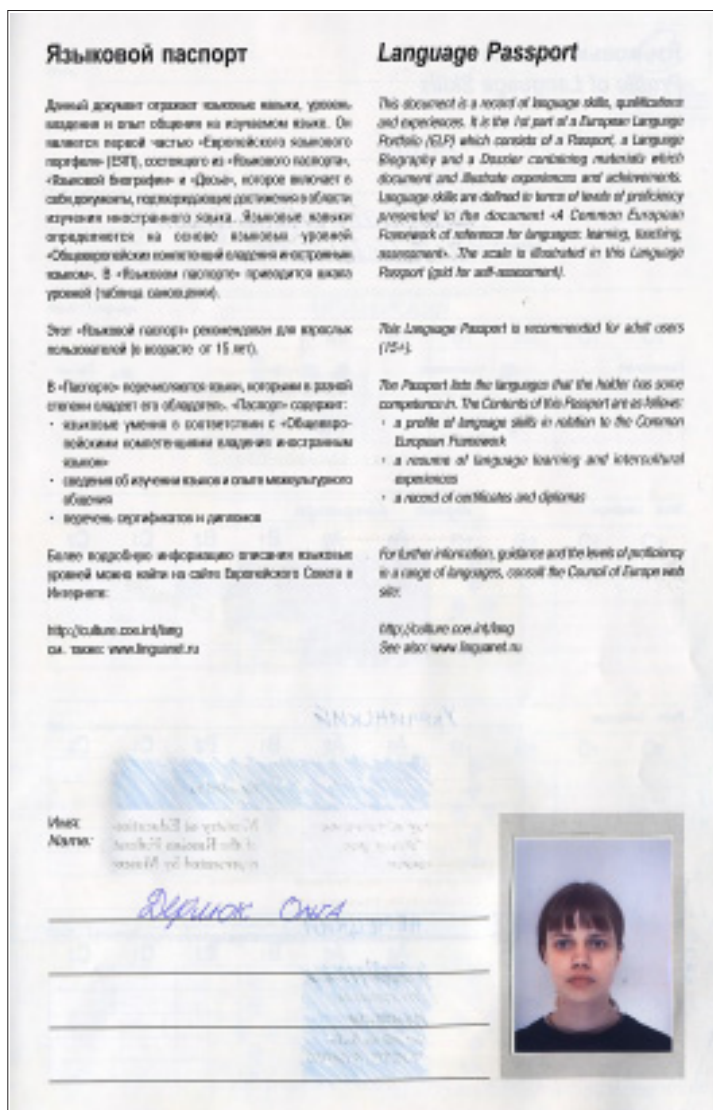 Языковой паспорт
Данный документ отражает языковые навыки, уровень
владения и опыт общения на изучаемом языке. Он
является первой частью «Европейского языкового
портфеля» (ЕЯП), состоящего из «Языкового паспорта»,
«Языковой биографии» и «Досье», которое включает в
себя документы, подтверждающие достижения в области
изучения иностранного языка. Языковые навыки
определяются на основе языковых уровней
«Общеевропейских компетенций владения иностранным
языком». В «Языковом паспорте» приводится шкала
уровней (таблица самооценки).
Этот «Языковой паспорт» рекомендован для взрослых
пользователей (в возрасте от 15 лет).
В «Паспорте» перечисляются языки, которыми в разной
степени владеет его обладатель. «Паспорт» содержит:
• языковые умения в соответствии с «Общеевро-
пейскими компетенциями владения иностранным
языком»
• сведения об изучении языков и опыте межкультурного
общения
• перечень сертификатов и дипломов
Более подробную информацию описания языковых
уровней можно найти на сайте Европейского Совета в
Интернете:
http://culture.coe.int/lang
см. также: www.linguanet.ru
Language Passport
This document is a record of language skills, qualifications
and experiences. It is the 1st part of a European Language
Portfolio (ELP) which consists of a Passport, a Language
Biography and a Dossier containing materials which
document and illustrate experiences and achievements.
Language skills are defined in terms of levels of proficiency
presented in the document «A Common European
Framework of reference for languages: learning, teaching,
assessment». The scale is illustrated in this Language
Passport (grid for self-assessment).
This Language Passport is recommended for adult users
(15+).
The Passport lists the languages that the holder has some
competence in. The Contents of this Passport are as follows:
• a profile of language skills in relation to the Common
European Framework
• a resume of language learning and intercultural
experiences
• a record of certificates and diplomas
For further information, guidance and the levels of proficiency
in a range of languages, consult the Council of Europe web
site:
http://culture.coe.int/lang
See also: www.linguanet.ru
Имя:
Name:
Ольга